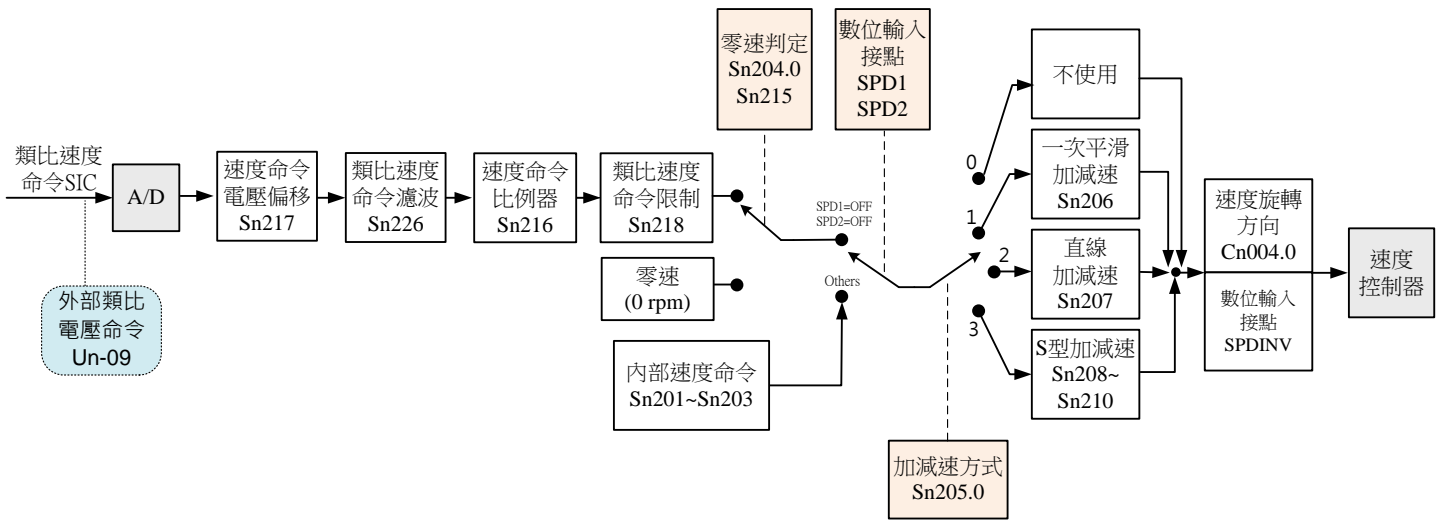 類比速度
命令SIC
A/D
速度命令
電壓偏移
Sn217
類比速度
命令濾波
Sn226
速度命令
比例器
Sn216
類比速度
命令限制
Sn218
零速
(0 rpm)
內部速度命令
Sn201~Sn203
外部類比
電壓命令
Un-09
零速判定
Sn204.0
Sn215
數位輸入
接點
SPD1
SPD2
SPD1=OFF
SPD2=OFF
Others
0
1
2
3
不使用
一次平滑
加減速
Sn206
直線
加減速
Sn207
S型加減速
Sn208~
Sn210
加減速方式
Sn205.0
速度旋轉
方向
Cn004.0
數位輸入
接點
SPDINV
速度
控制器